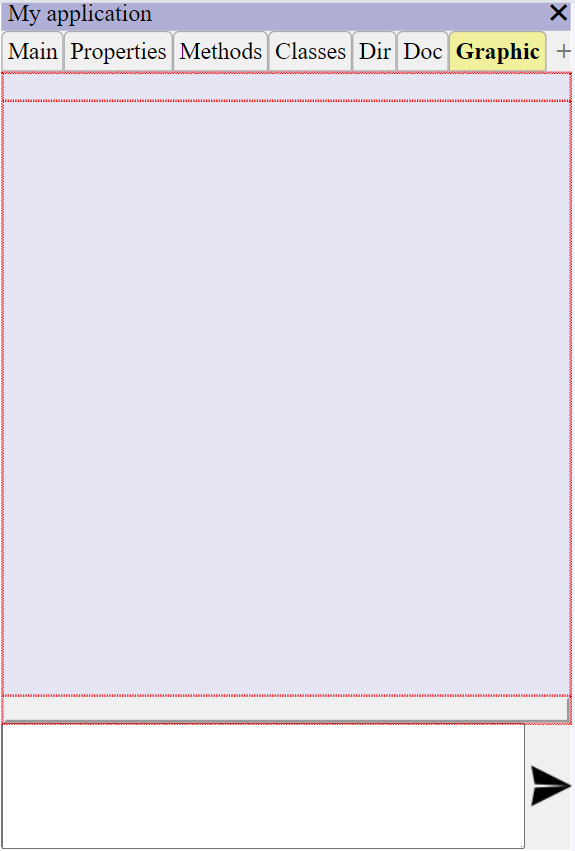 My application
Main Properties Methods Classes Dir Doc Graphic +